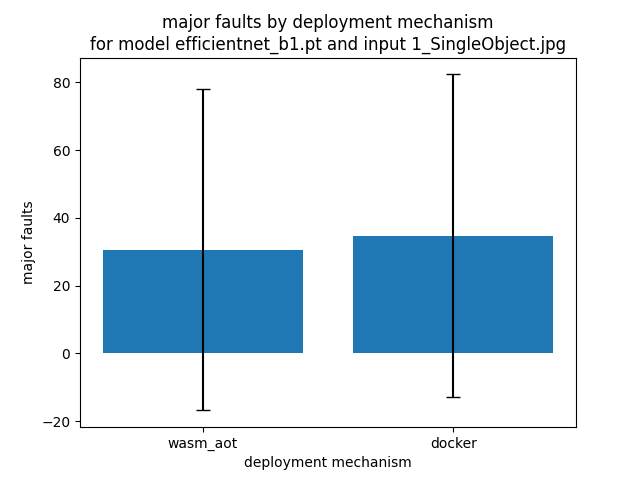 major faults by deployment mechanism
for model efficientnet_b1.pt and input 1_SingleObject.jpg
80
60
40
20
0
−20
major faults
wasm_aot docker
deployment mechanism